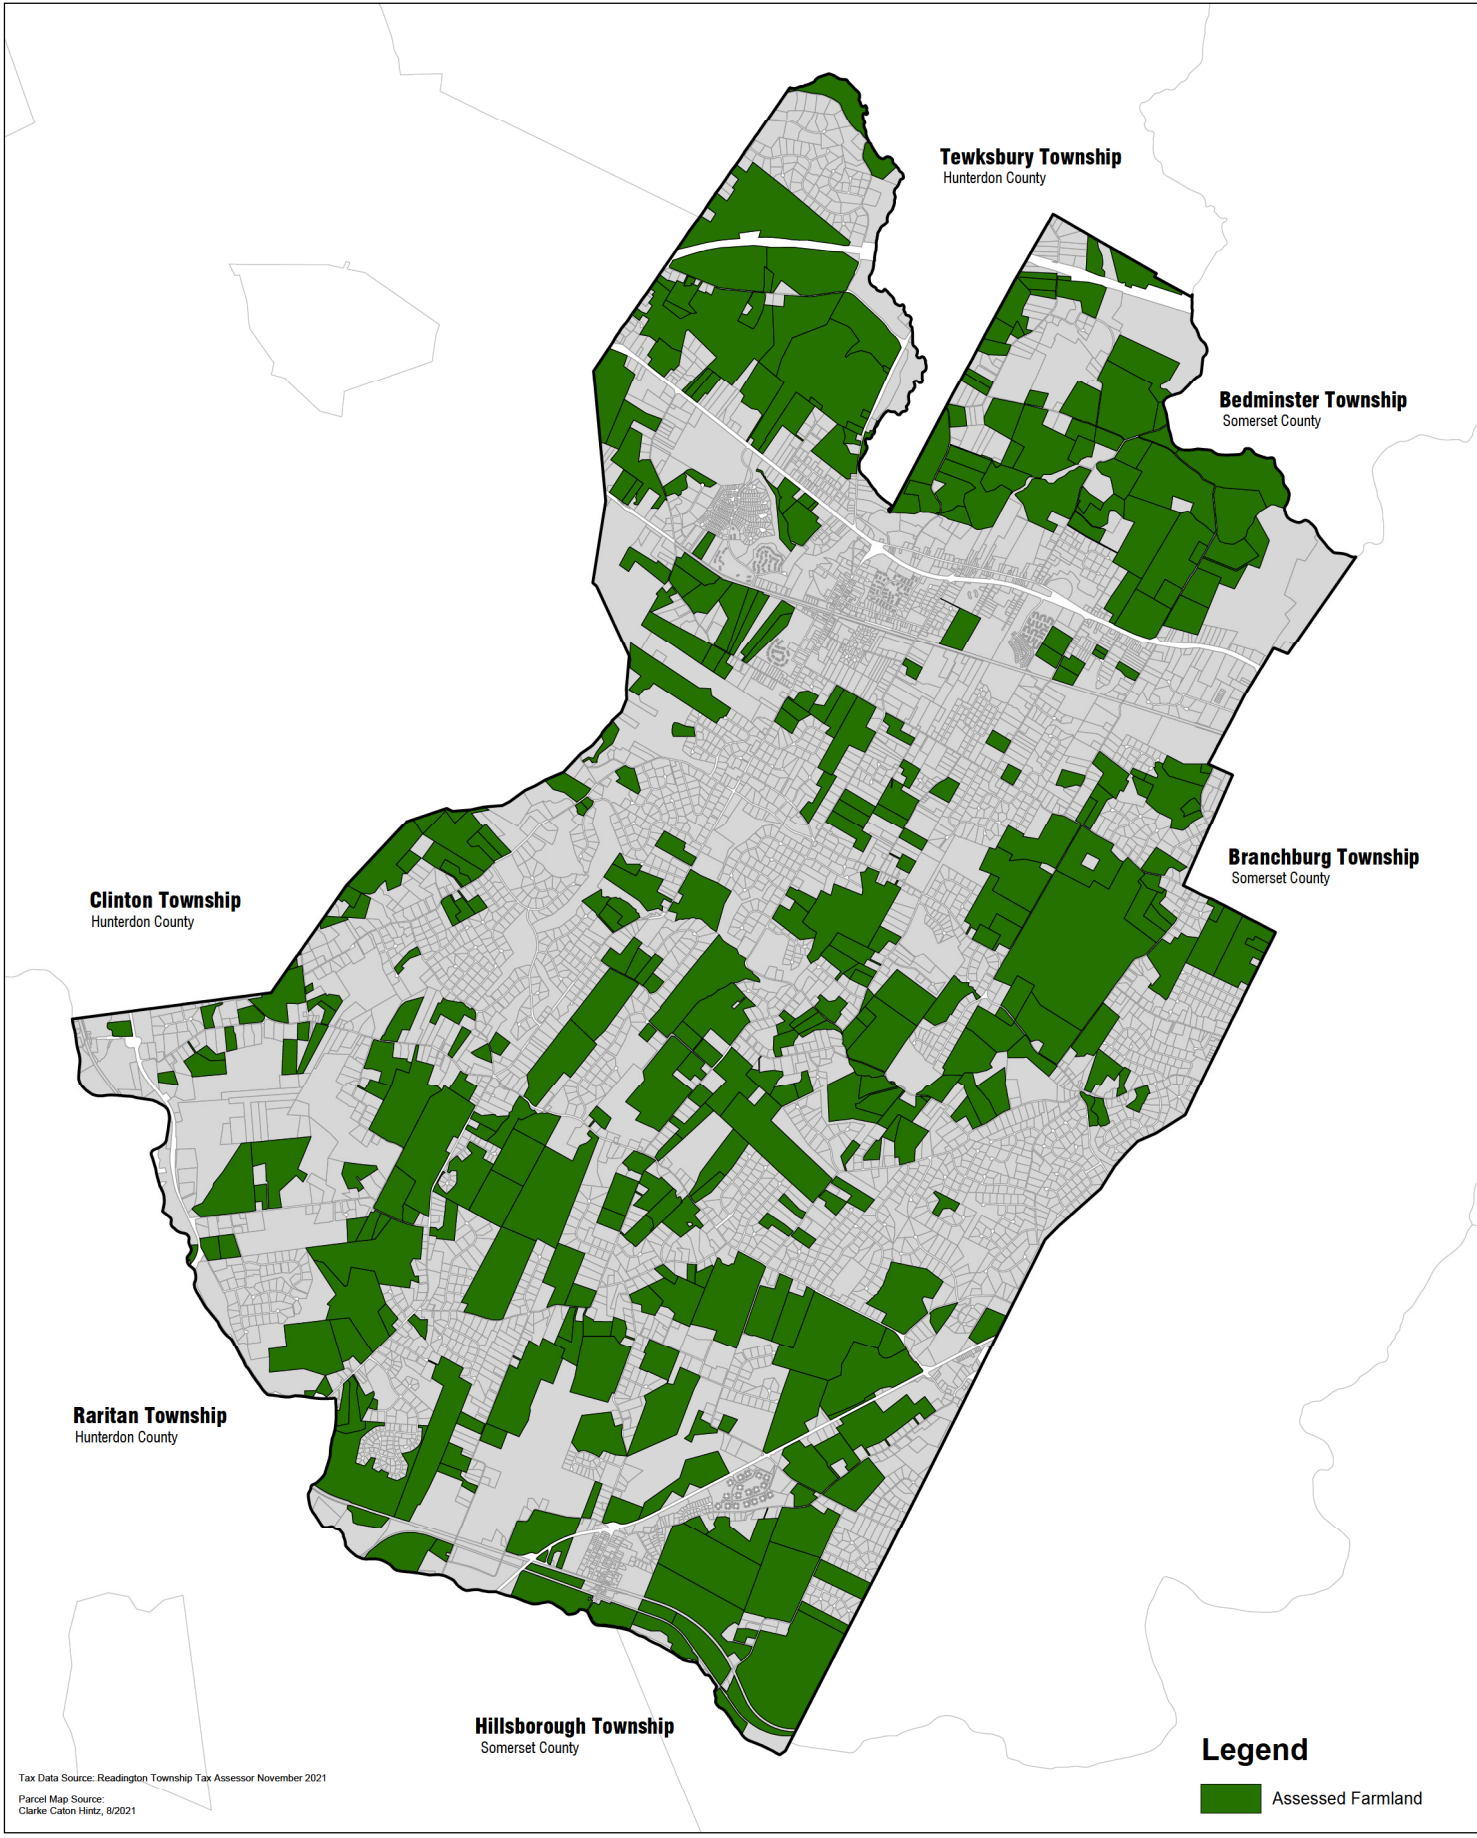 Tewksbury Township
Hunterdon County
Bedminster Township
Somerset County
Branchburg Township
Somerset County
Clinton Township
Hunterdon County
Raritan Township
Hunterdon County
Hillsborough Township
Somerset County
Legend
Assessed Farmland
Tax Data Source: Readington Township Tax Assessor November 2021
Parcel Map Source:
Clarke Caton Hintz, 8/2021